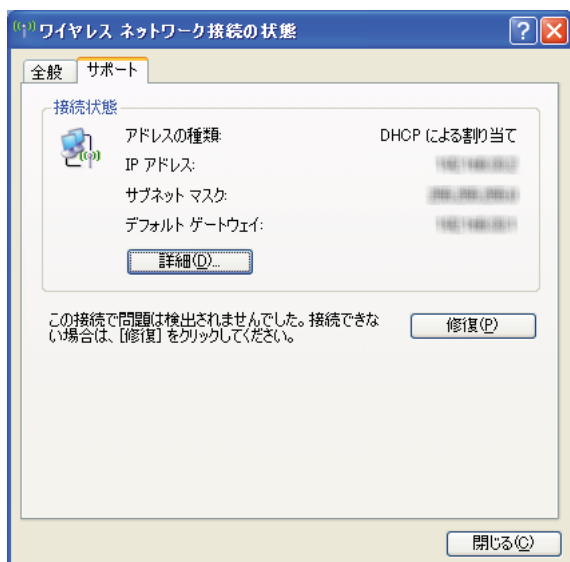 ワイヤレス ネットワーク接続の状態
全般 サポート
接続状態
アドレスの種類: DHCP による割り当て
IP アドレス:
サブネット マスク:
デフォルト ゲートウェイ:
詳細(D)...
この接続で問題は検出されませんでした。接続できな
い場合は、[修復] をクリックしてください。
修復(P)
閉じる(C)